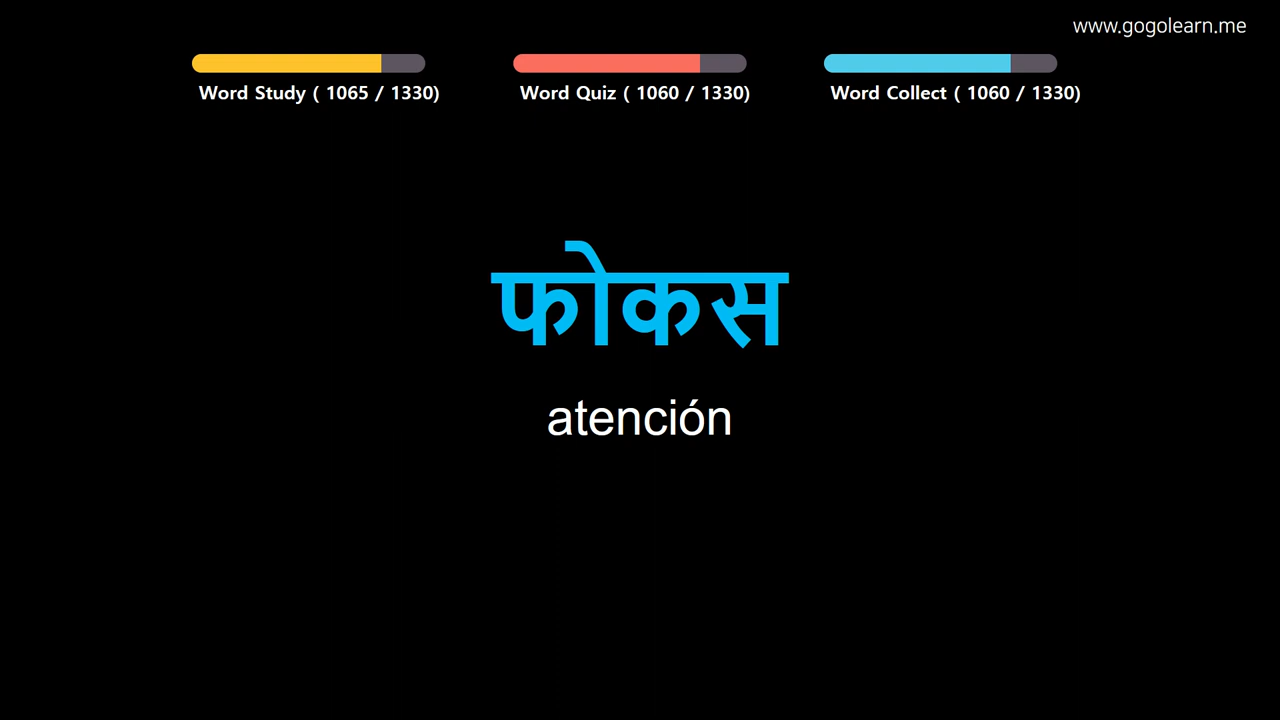 www.gogolearn.me
Word Study ( 1065 / 1330)
Word Quiz ( 1060 / 1330)
Word Collect ( 1060 / 1330)
फोकस
atención